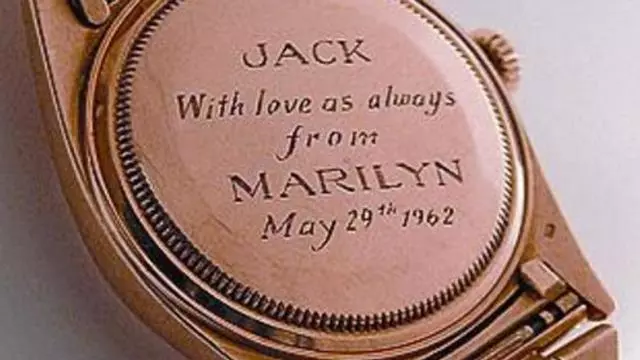 JACK
With love as always
from
MARILYN
May 29th 1962